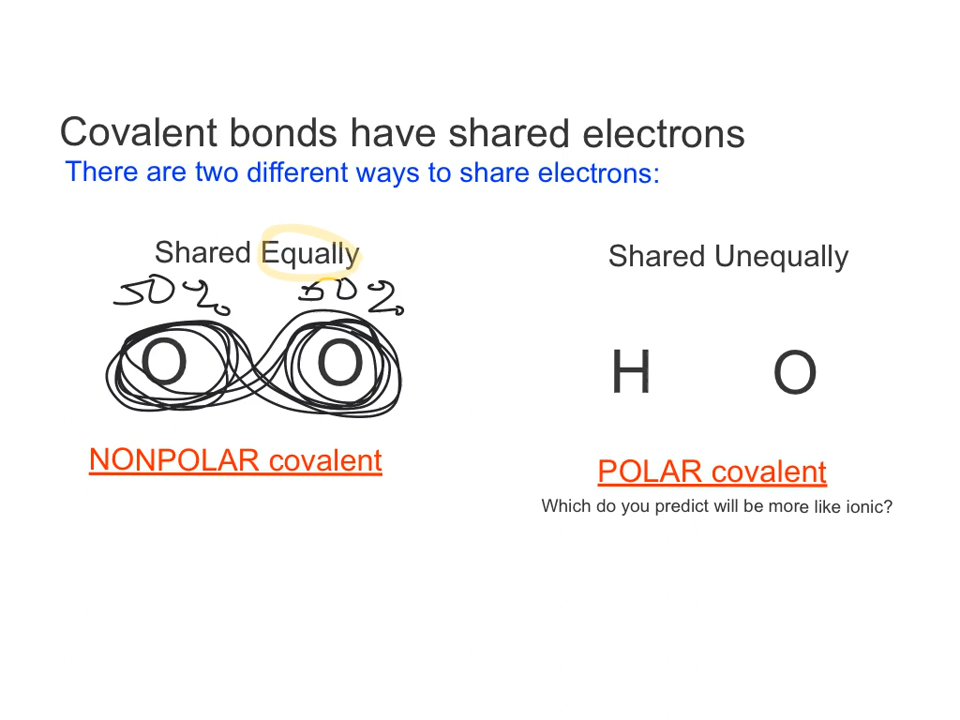 Covalent bonds have shared electrons
There are two different ways to share electrons:
Shared Equally
50% 50%
O O
NONPOLAR covalent
Shared Unequally
H O
POLAR covalent
Which do you predict will be more like ionic?